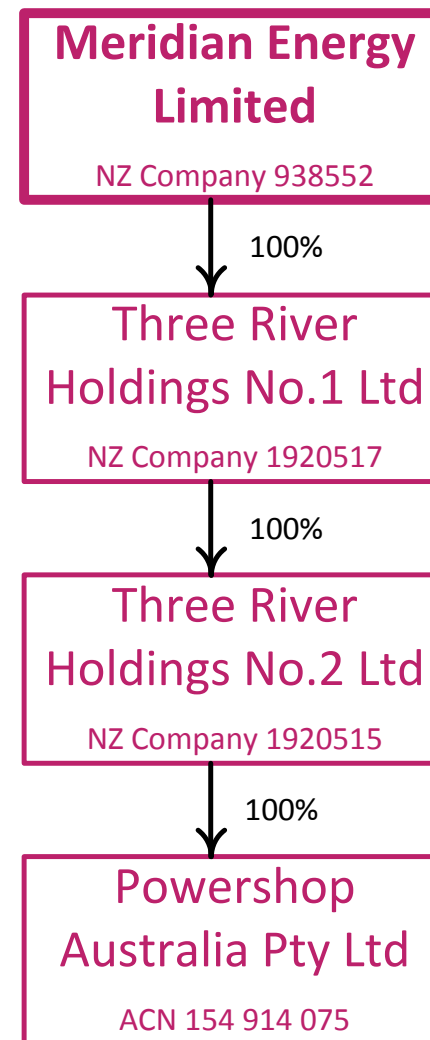 Meridian Energy
Limited
NZ Company 938552
100%
Three River
Holdings No.1 Ltd
NZ Company 1920517
100%
Three River
Holdings No.2 Ltd
NZ Company 1920515
100%
Powershop
Australia Pty Ltd
ACN 154 914 075